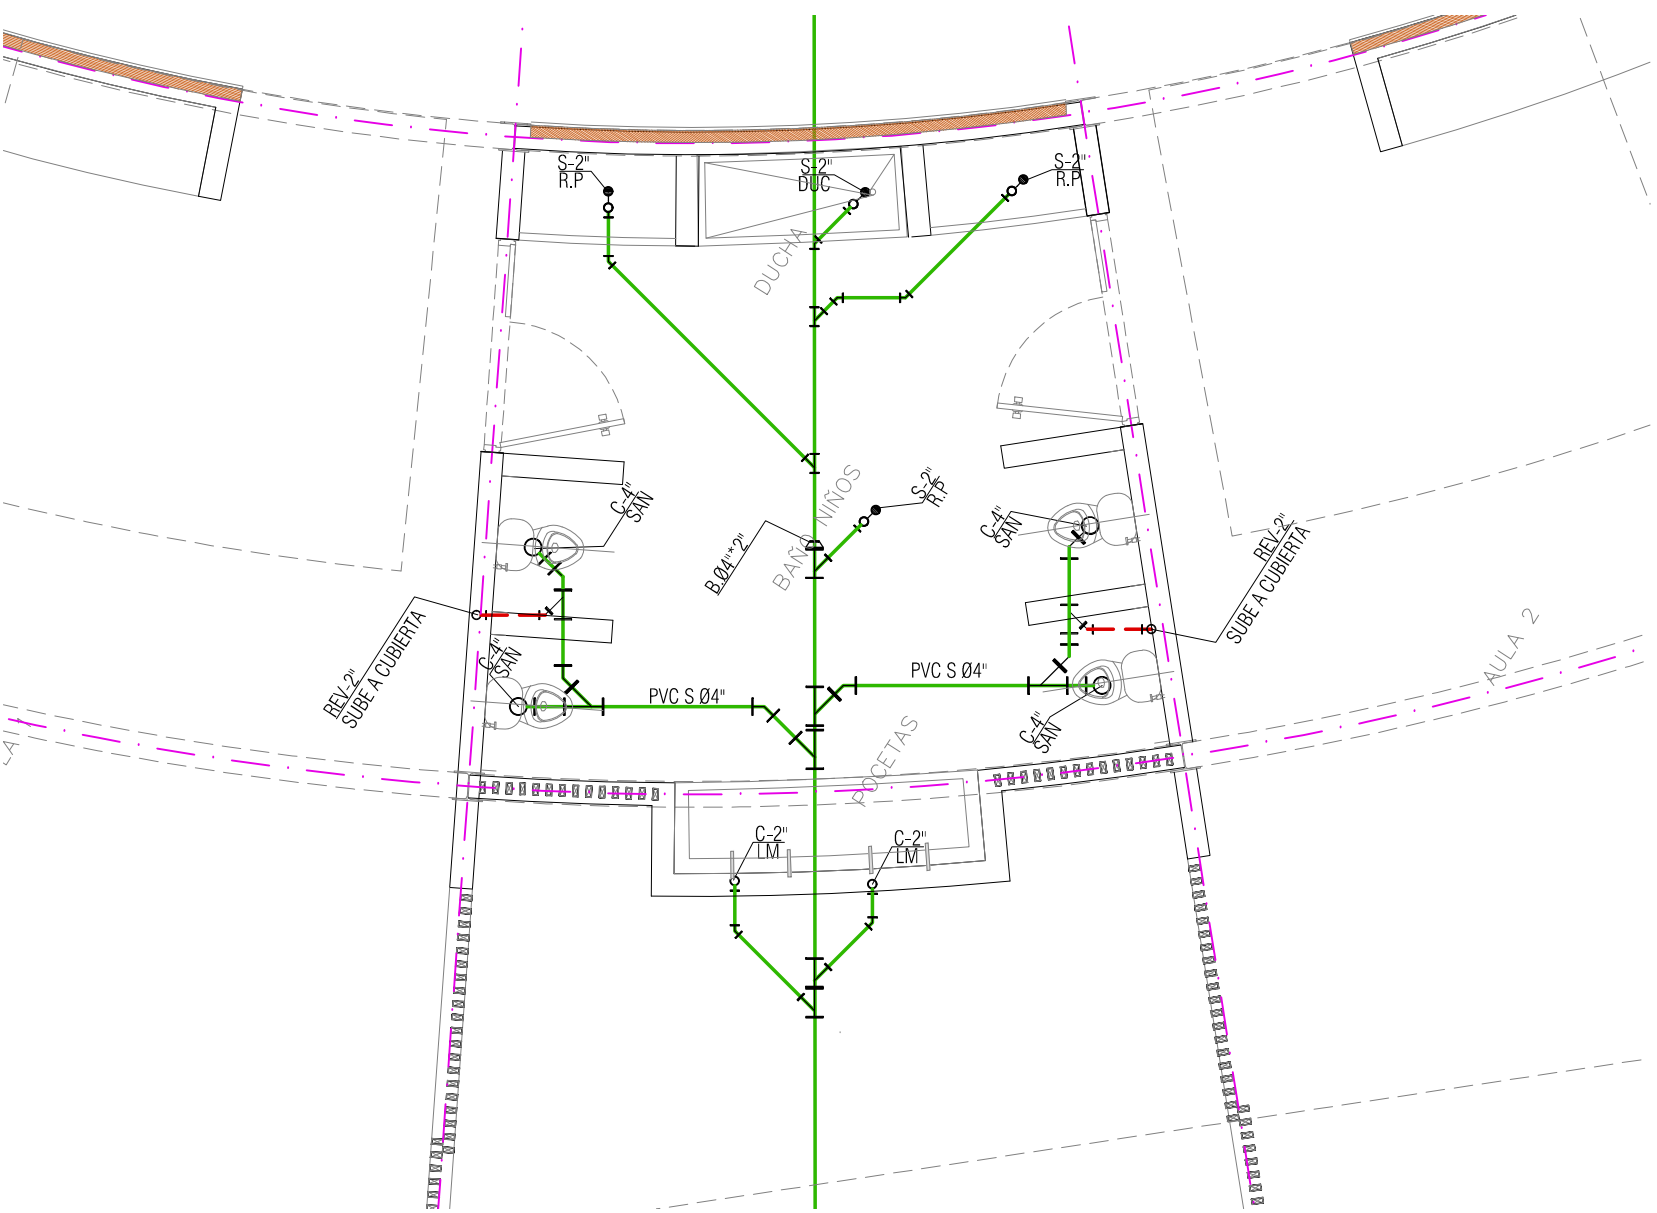 S-2"
R.P
S-2"
DUC
S-2"
R.P
DUCHA
C-4"
SAN
B.Ø4"*2"
BAÑO NIÑOS
S-2"
R.P
C-4"
SAN
REV-2"
SUBE A CUBIERTA
REV-2"
SUBE A CUBIERTA
C-4"
SAN
PVC S Ø4"
PVC S Ø4"
C-4"
SAN
AULA 2
POCETAS
C-2"
LM
C-2"
LM